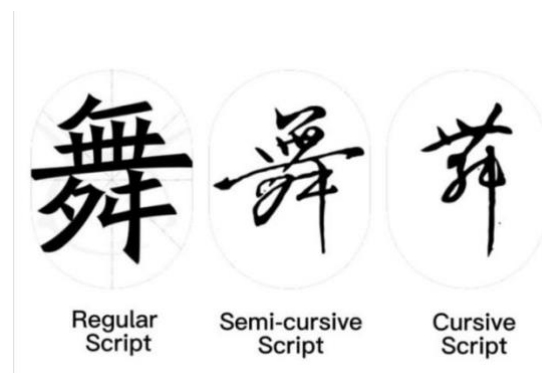 舞 舞 舞
Regular Semi-cursive Cursive
Script Script Script